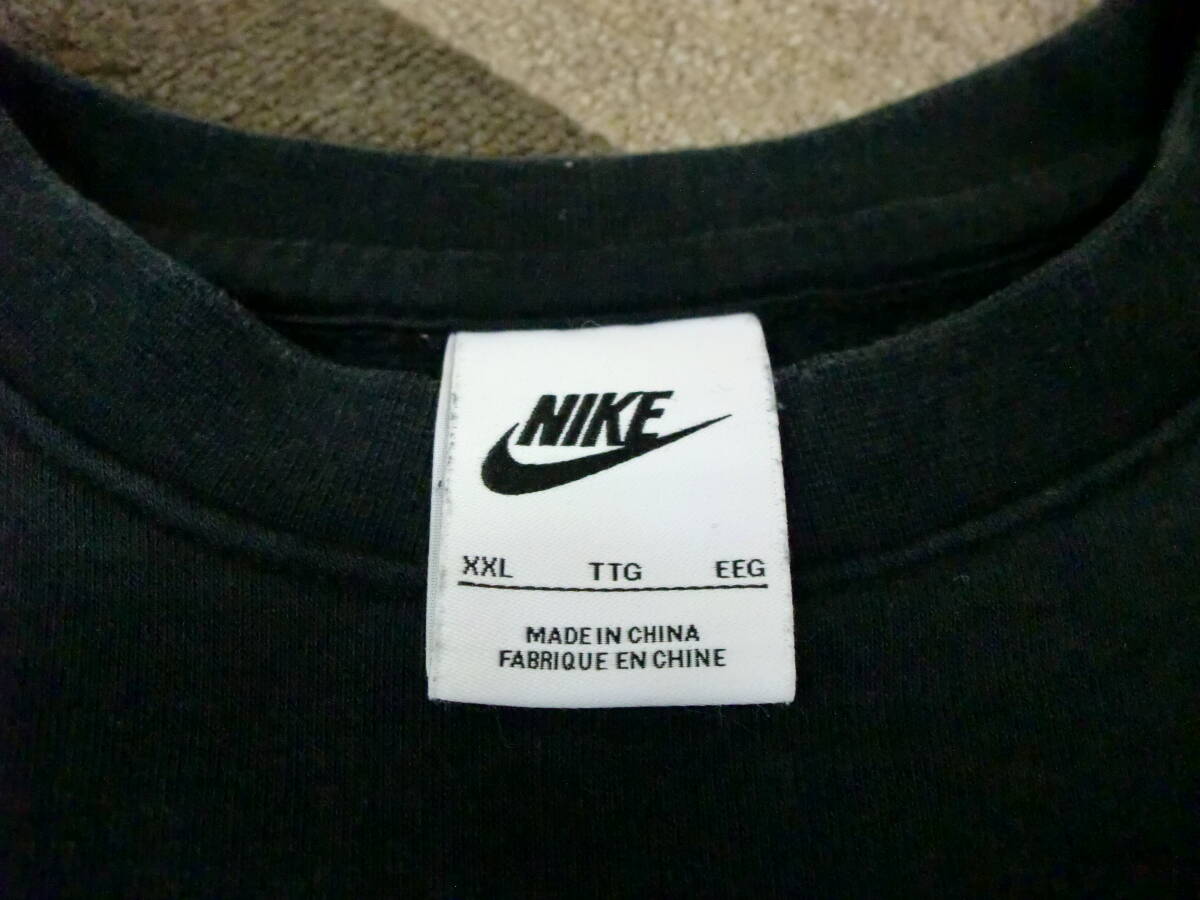 NIKE
XXL TTG EEG
MADE IN CHINA
FABRIQUE EN CHINE